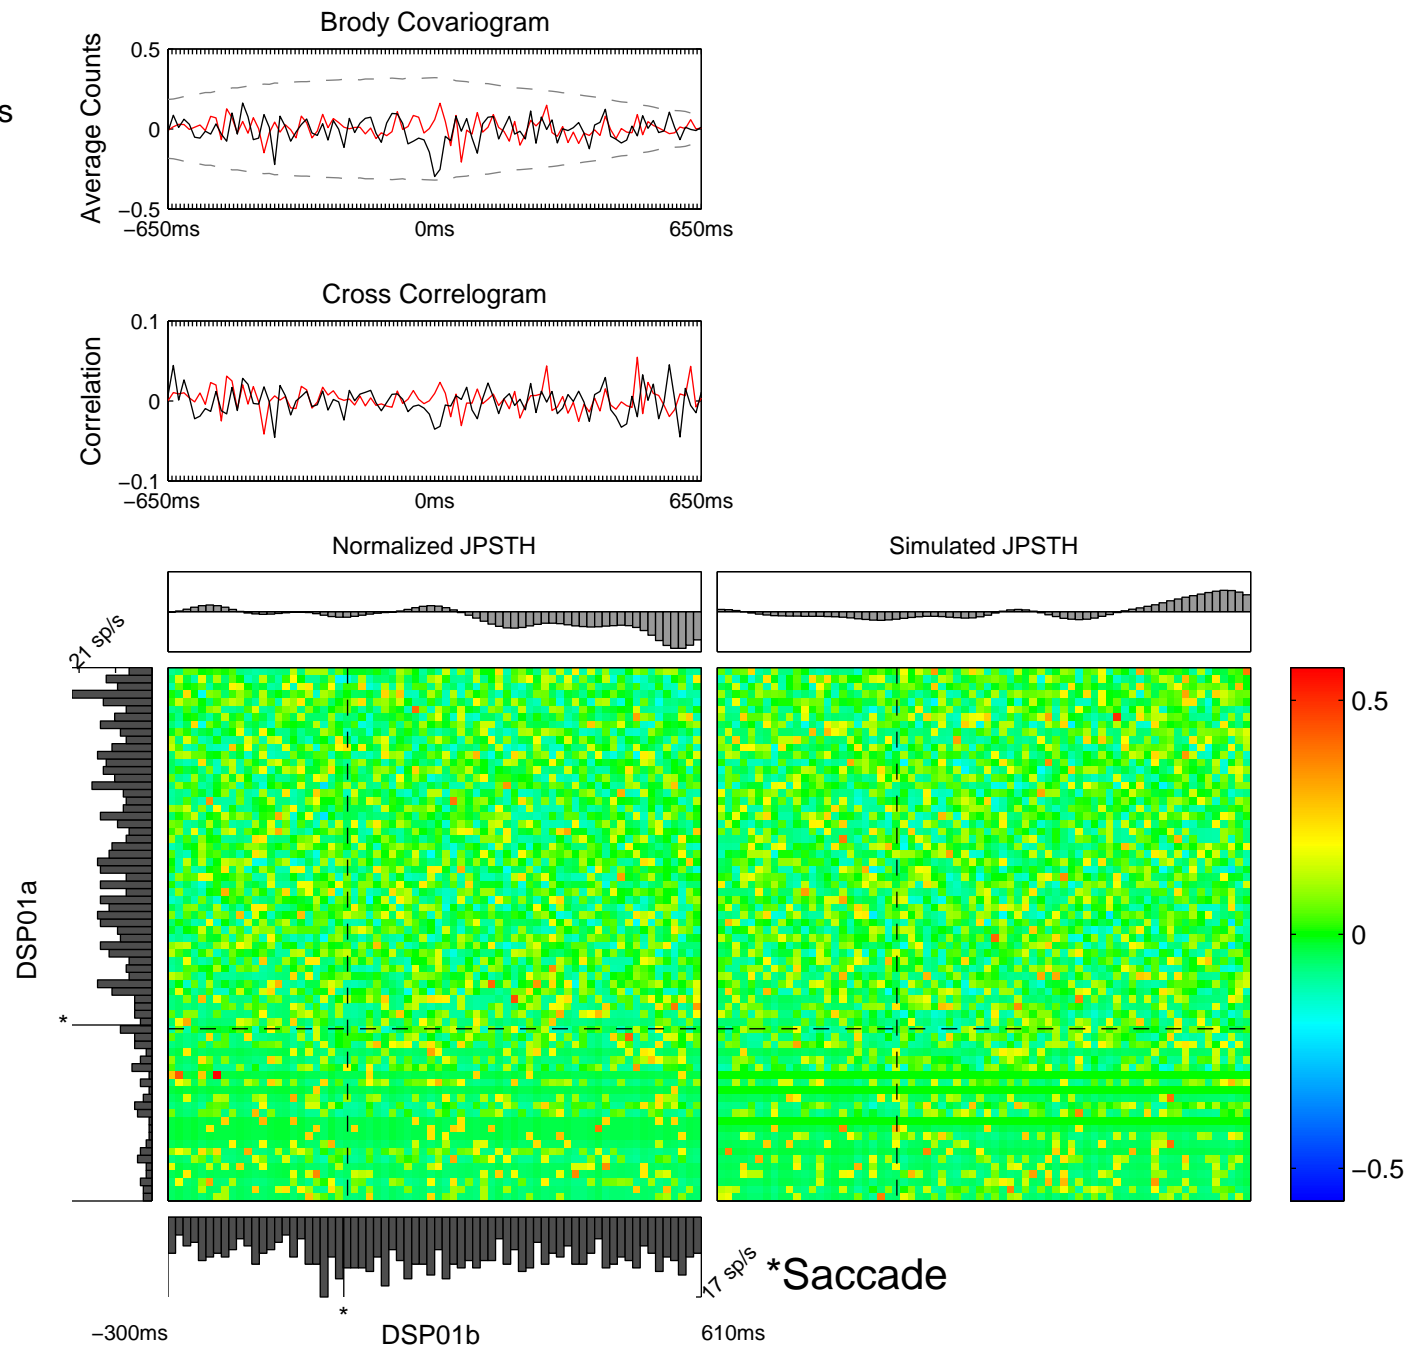 Brody Covariogram
s
Average Counts
0.5
0
−0.5
−650ms
0ms
650ms
Cross Correlogram
Correlation
0.1
0
−0.1
−650ms
0ms
650ms
Normalized JPSTH
Simulated JPSTH
21 sp/s
DSP01a
*
0.5
0
−0.5
17 sp/s
*Saccade
*
−300ms
DSP01b
610ms